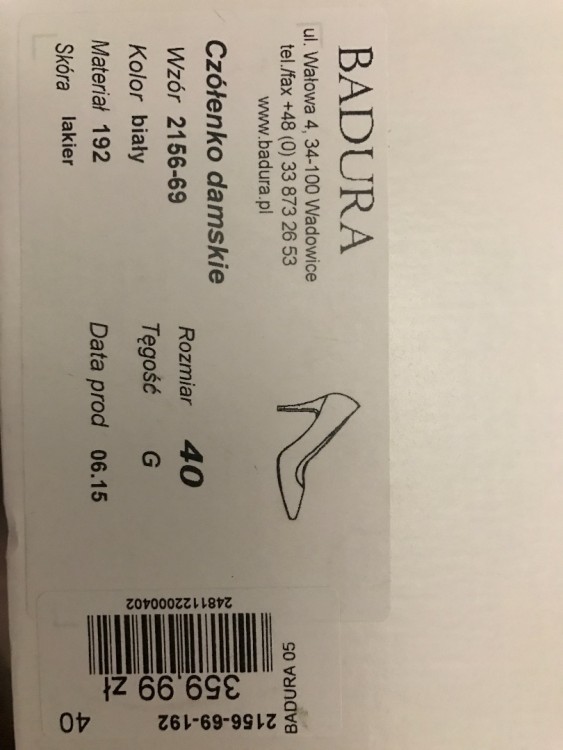 BADURA
ul. Wałowa 4, 34-100 Wadowice
tel./fax +48 (0) 33 873 26 53
www.badura.pl
Czółenko damskie
Wzór 2156-69
Kolor biały
Materiał 192
Skóra lakier
Rozmiar 40
Tęgość G
Data prod 06.15
BADURA 05
2156-69-192
40
359,99 zł
2481122000402